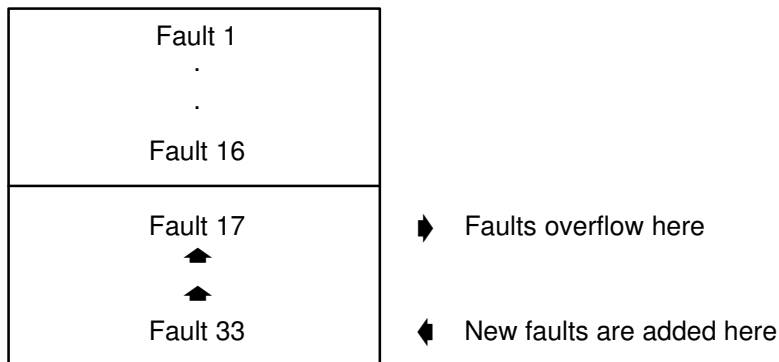 Fault 1
.
.
Fault 16
Fault 17
Faults overflow here
Fault 33
New faults are added here